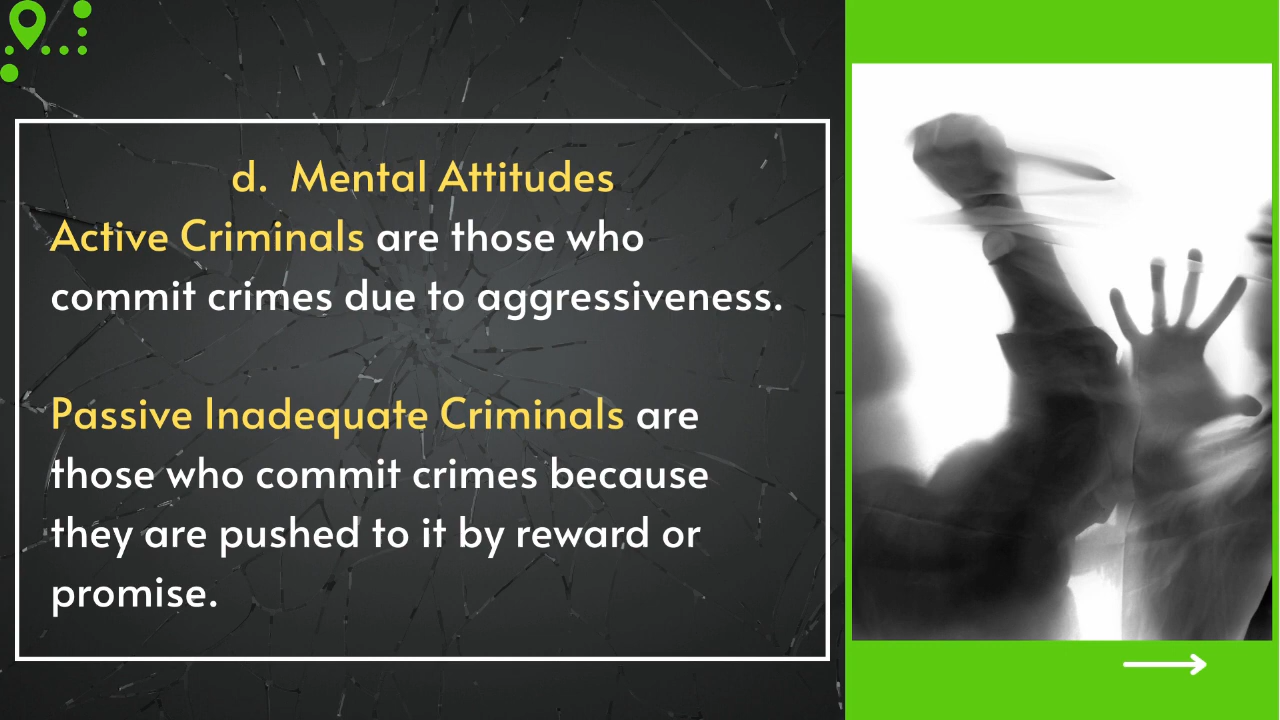 d. Mental Attitudes
Active Criminals are those who
commit crimes due to aggressiveness.
Passive Inadequate Criminals are
those who commit crimes because
they are pushed to it by reward or
promise.